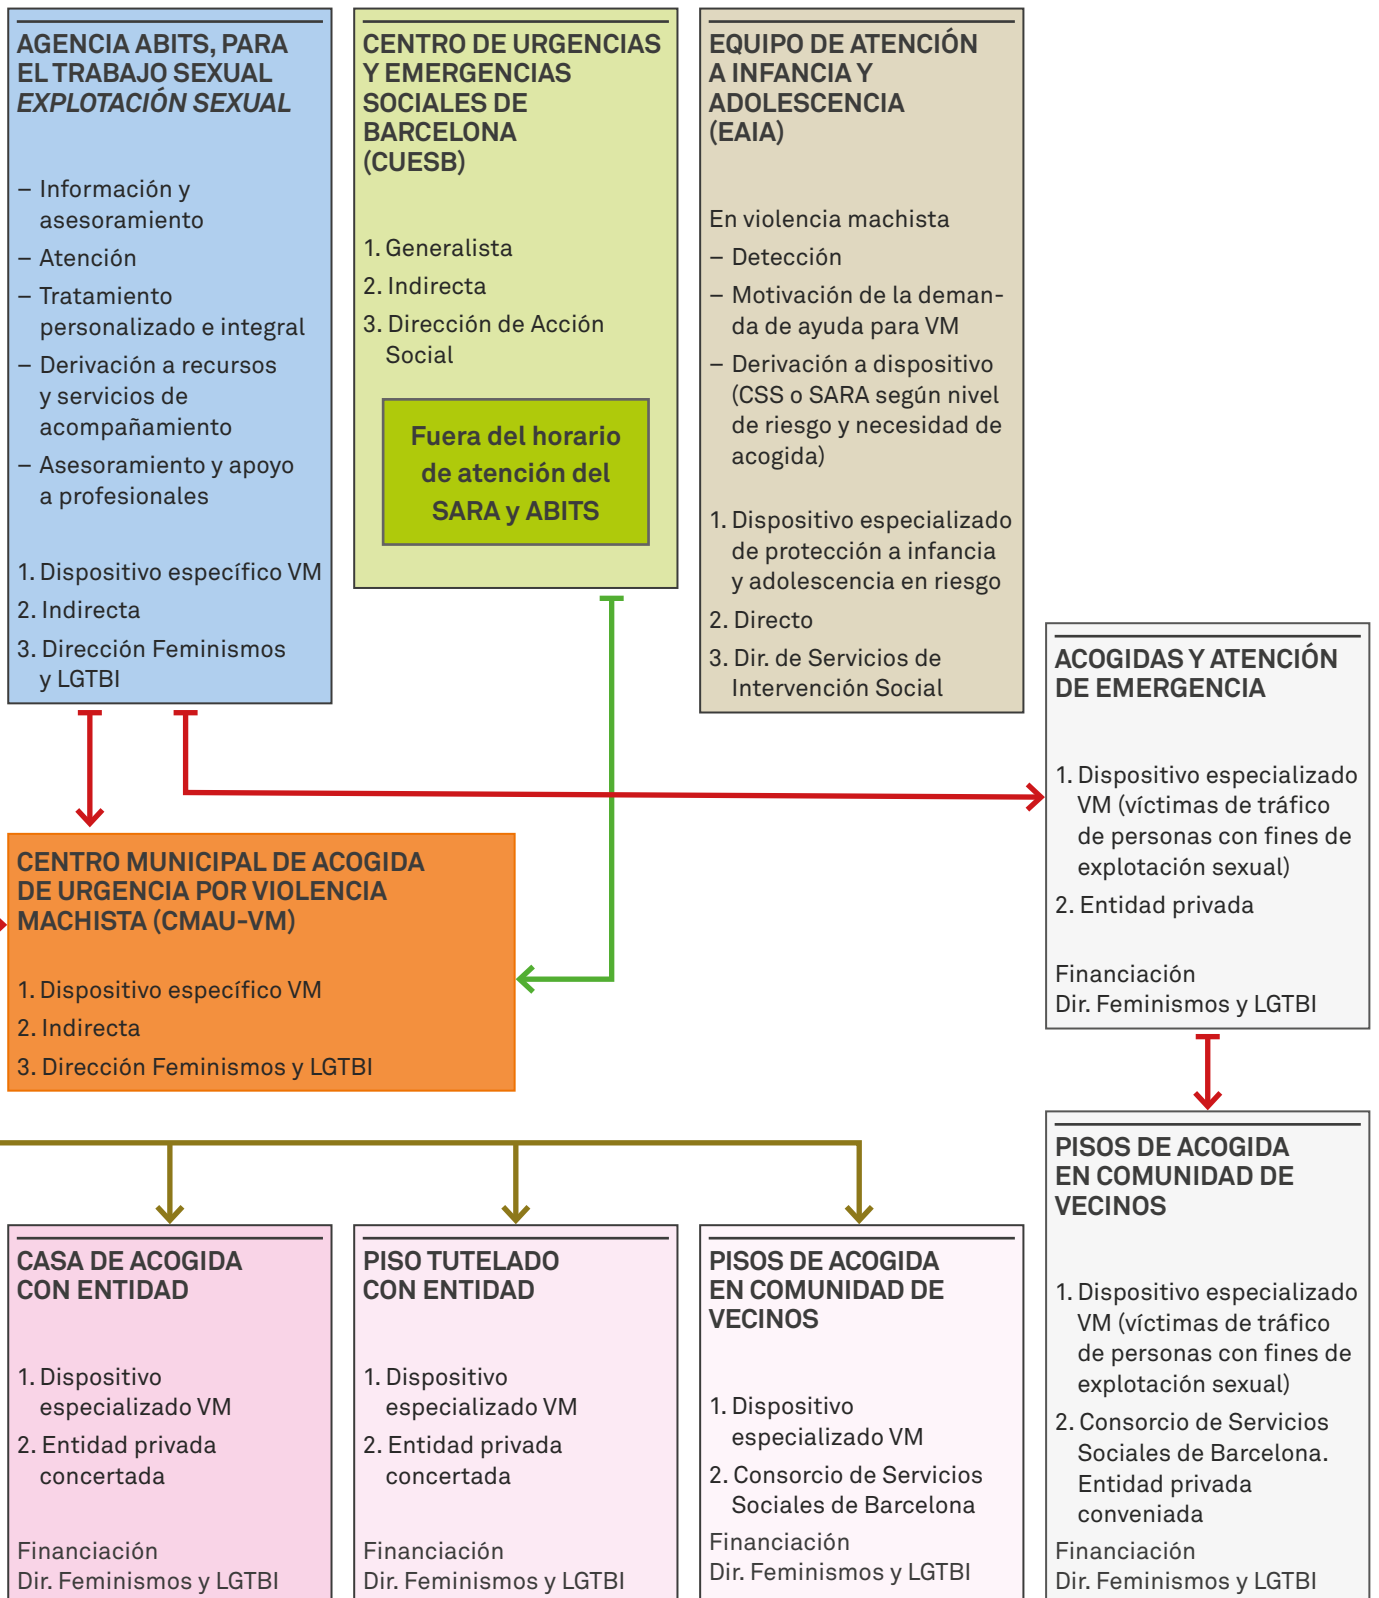 AGENCIA ABITS, PARA
EL TRABAJO SEXUAL
EXPLOTACIÓN SEXUAL
– Información y
asesoramiento
– Atención
– Tratamiento
personalizado e integral
– Derivación a recursos
y servicios de
acompañamiento
– Asesoramiento y apoyo
a profesionales
1. Dispositivo específico VM
2. Indirecta
3. Dirección Feminismos
y LGTBI
CENTRO DE URGENCIAS
Y EMERGENCIAS
SOCIALES DE
BARCELONA
(CUESB)
1. Generalista
2. Indirecta
3. Dirección de Acción
Social
Fuera del horario
de atención del
SARA y ABITS
EQUIPO DE ATENCIÓN
A INFANCIA Y
ADOLESCENCIA
(EAIA)
En violencia machista
– Detección
– Motivación de la deman-
da de ayuda para VM
– Derivación a dispositivo
(CSS o SARA según nivel
de riesgo y necesidad de
acogida)
1. Dispositivo especializado
de protección a infancia
y adolescencia en riesgo
2. Directo
3. Dir. de Servicios de
Intervención Social
ACOGIDAS Y ATENCIÓN
DE EMERGENCIA
1. Dispositivo especializado
VM (víctimas de tráfico
de personas con fines de
explotación sexual)
2. Entidad privada
Financiación
Dir. Feminismos y LGTBI
CENTRO MUNICIPAL DE ACOGIDA
DE URGENCIA POR VIOLENCIA
MACHISTA (CMAU-VM)
1. Dispositivo específico VM
2. Indirecta
3. Dirección Feminismos y LGTBI
CASA DE ACOGIDA
CON ENTIDAD
1. Dispositivo
especializado VM
2. Entidad privada
concertada
Financiación
Dir. Feminismos y LGTBI
PISO TUTELADO
CON ENTIDAD
1. Dispositivo
especializado VM
2. Entidad privada
concertada
Financiación
Dir. Feminismos y LGTBI
PISOS DE ACOGIDA
EN COMUNIDAD DE
VECINOS
1. Dispositivo
especializado VM
2. Consorcio de Servicios
Sociales de Barcelona
Financiación
Dir. Feminismos y LGTBI
PISOS DE ACOGIDA
EN COMUNIDAD DE
VECINOS
1. Dispositivo especializado
VM (víctimas de tráfico
de personas con fines de
explotación sexual)
2. Consorcio de Servicios
Sociales de Barcelona.
Entidad privada
conveniada
Financiación
Dir. Feminismos y LGTBI